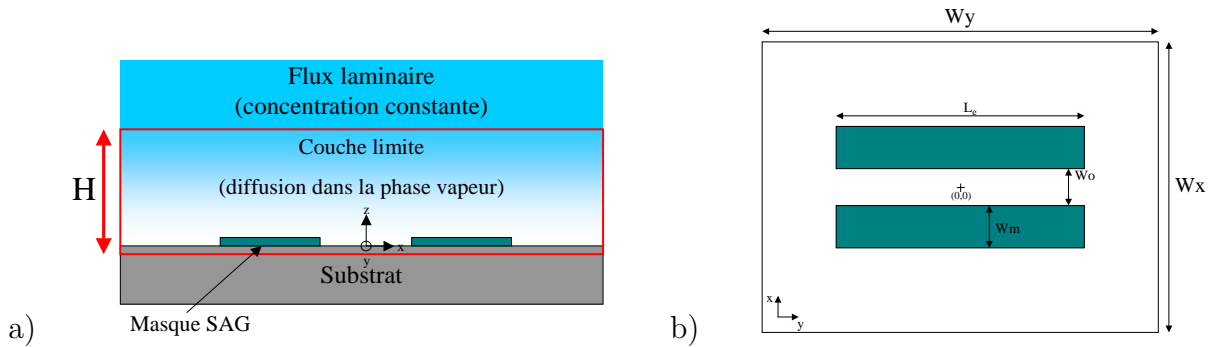 Flux laminaire
(concentration constante)
Couche limite
(diffusion dans la phase vapeur)
H
z
x
y
Substrat
Masque SAG
a)
Wy
L_e
Wo
(0,0)
Wm
Wx
x
y
b)